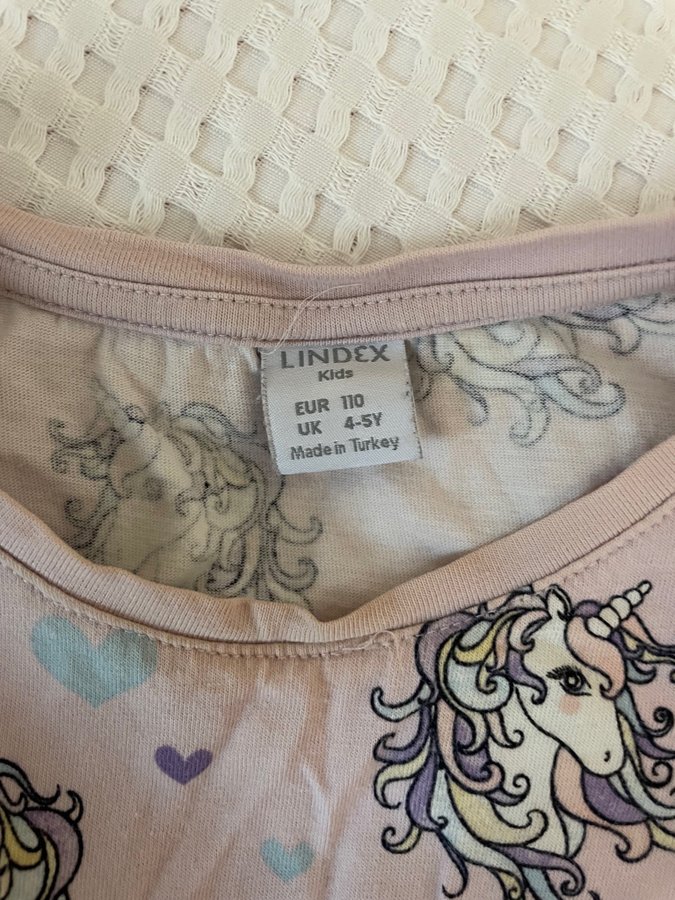 LINDEX
Kids
EUR 110
UK 4-5Y
Made in Turkey